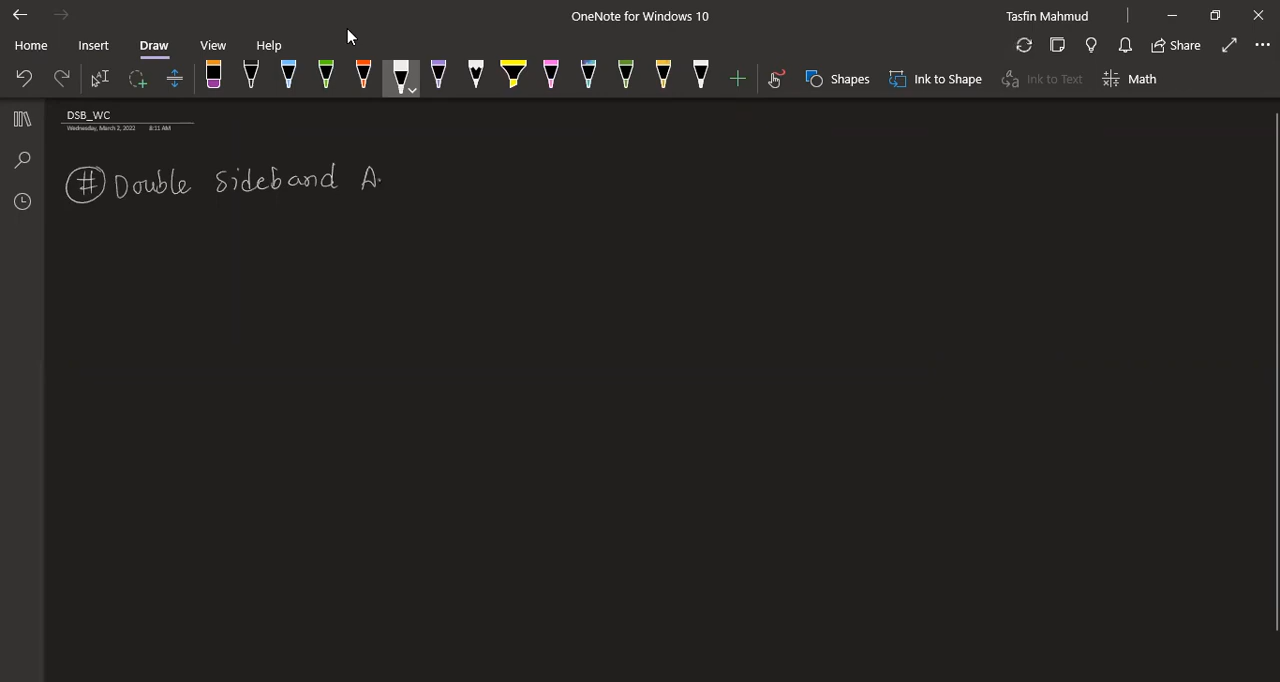 OneNote for Windows 10
Tasfin Mahmud
Home Insert Draw View Help
Share
Shapes Ink to Shape Ink to Text Math
DSB_WC
Wednesday, March 2, 2022 8:11 AM
# Double Sideband A